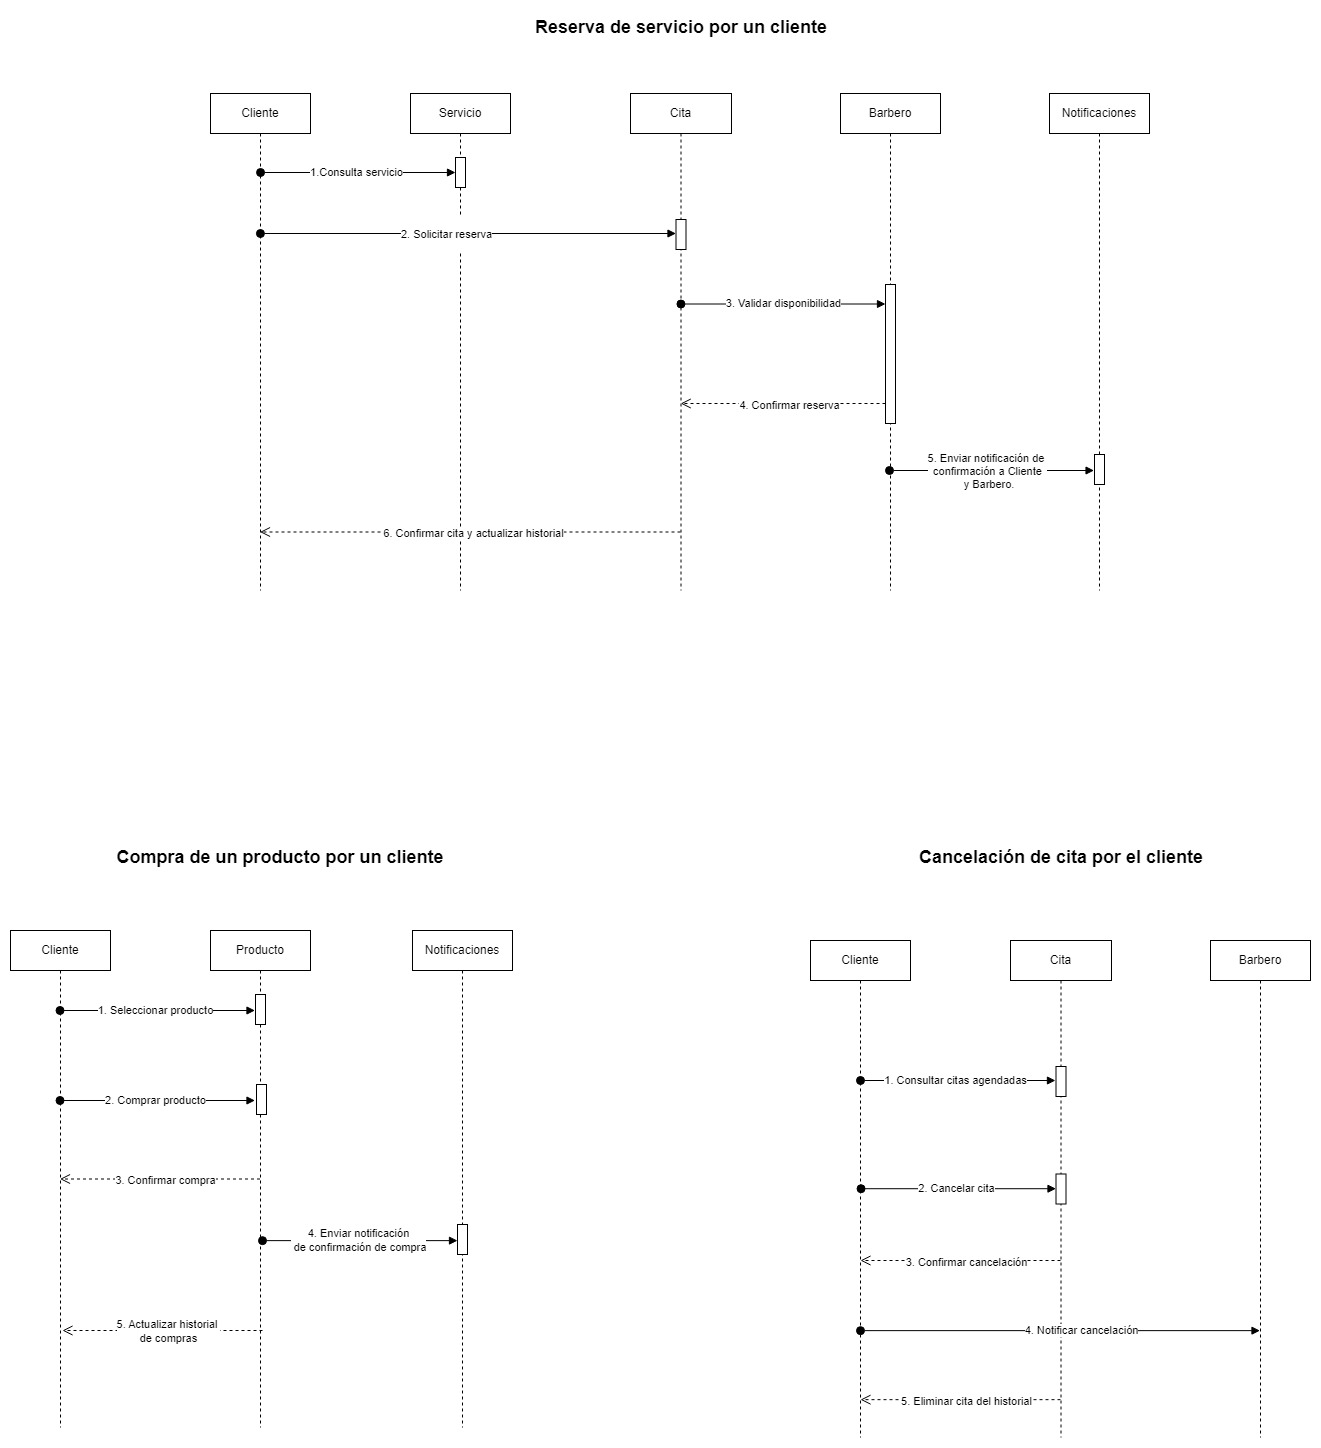 Reserva de servicio por un cliente
Cliente
Servicio
Cita
Barbero
Notificaciones
1.Consulta servicio
2. Solicitar reserva
3. Validar disponibilidad
4. Confirmar reserva
5. Enviar notificación de
confirmación a Cliente
y Barbero.
6. Confirmar cita y actualizar historial
Compra de un producto por un cliente
Cliente
Producto
Notificaciones
1. Seleccionar producto
2. Comprar producto
3. Confirmar compra
4. Enviar notificación
de confirmación de compra
5. Actualizar historial
de compras
Cancelación de cita por el cliente
Cliente
Cita
Barbero
1. Consultar citas agendadas
2. Cancelar cita
3. Confirmar cancelación
4. Notificar cancelación
5. Eliminar cita del historial